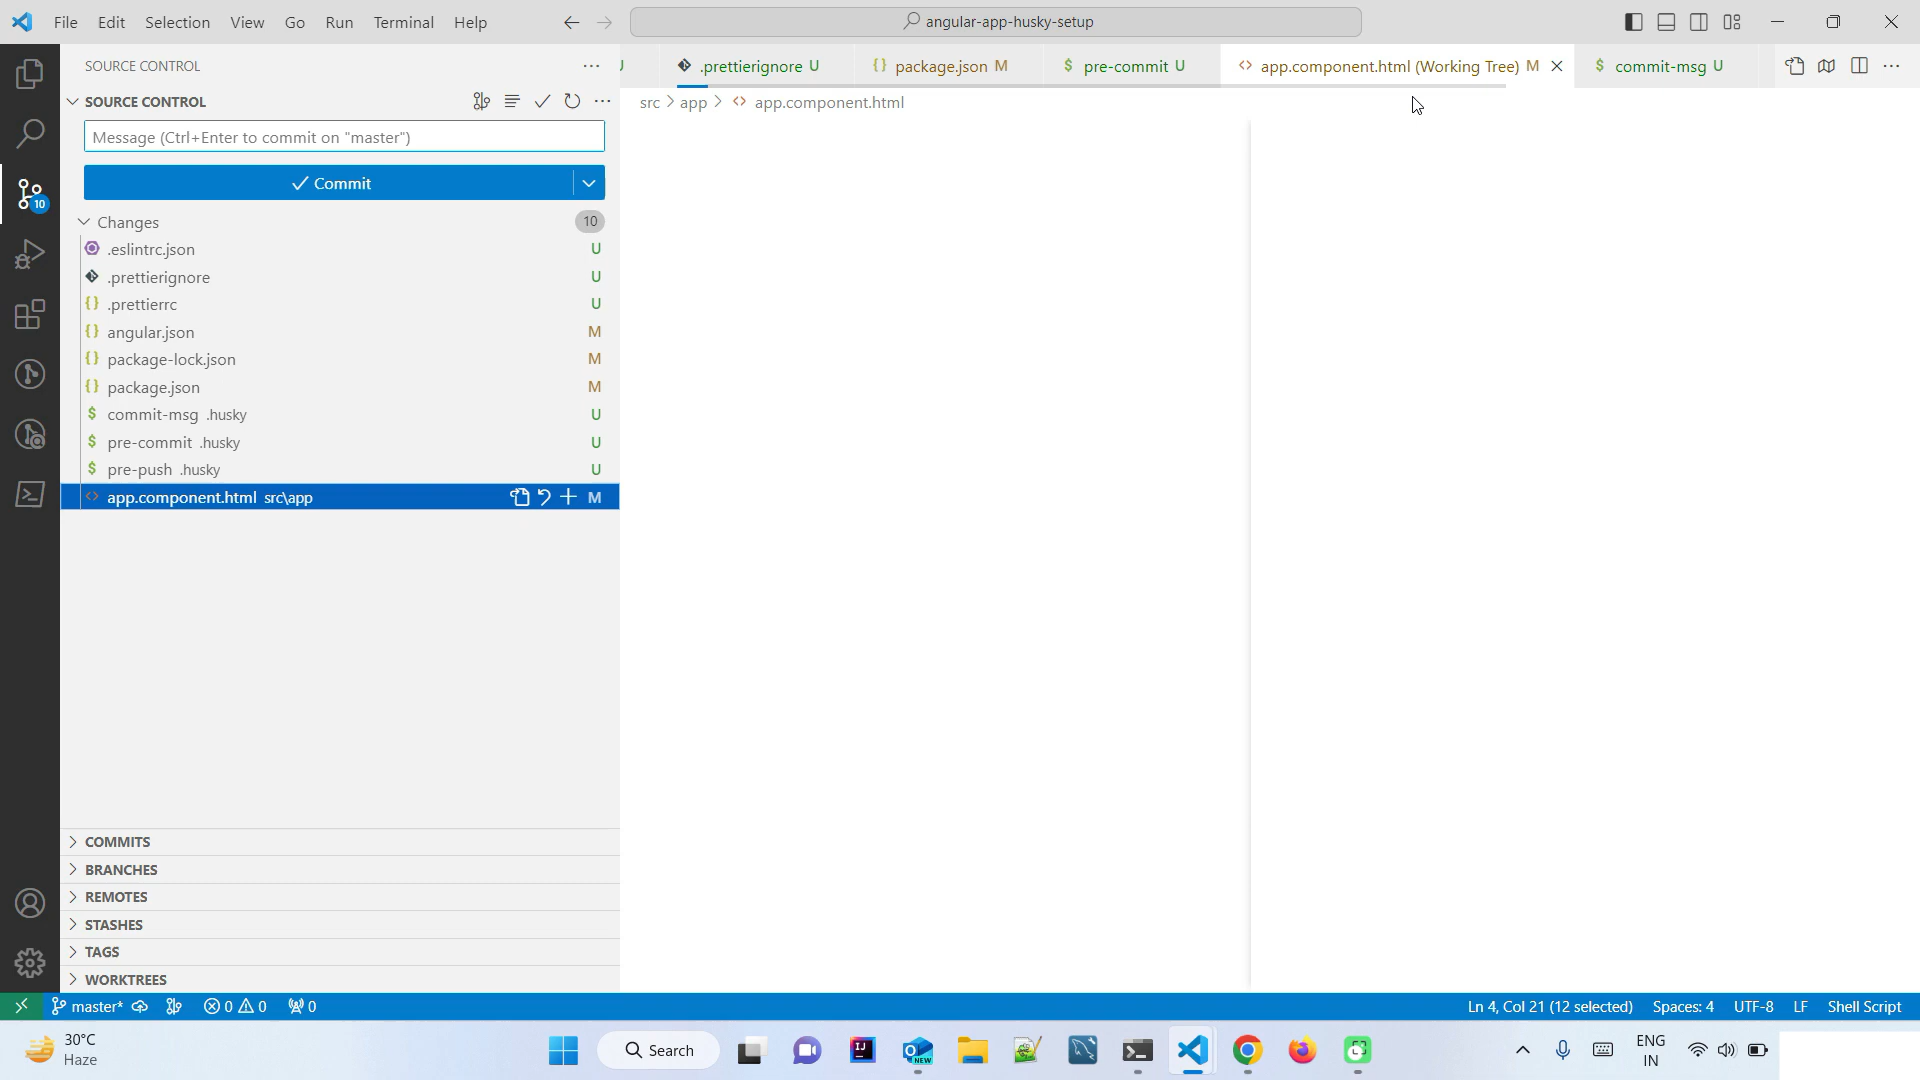 File Edit Selection View Go Run Terminal Help
angular-app-husky-setup
SOURCE CONTROL
.prettierignore U
package.json M
pre-commit U
app.component.html (Working Tree) M
commit-msg U
SOURCE CONTROL
src > app > app.component.html
Message (Ctrl+Enter to commit on "master")
Commit
Changes 10
.eslintrc.json U
.prettierignore U
.prettierrc U
angular.json M
package-lock.json M
package.json M
commit-msg .husky U
pre-commit .husky U
pre-push .husky U
app.component.html src\app M
10
COMMITS
BRANCHES
REMOTES
STASHES
TAGS
WORKTREES
master* 0 0 0
Ln 4, Col 21 (12 selected) Spaces: 4 UTF-8 LF Shell Script
30°C
Haze
Search
NEW
ENG
IN